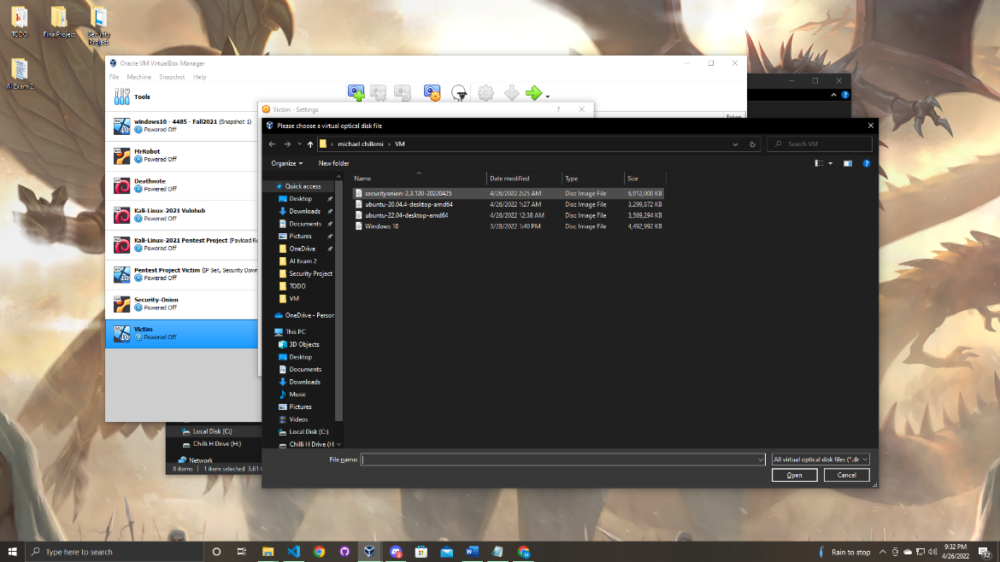 TODO
Fina Project
Security
Project
AI Exam 2
Oracle VM VirtualBox Manager
File Machine Snapshot Help
Tools
windows10 - 4485 - Fall2021 (Snapshot 1)
Powered Off
MrRobot
Powered Off
Deathnote
Powered Off
Kali-Linux-2021 Vulnhub
Powered Off
Kali-Linux-2021 Pentest Project (Payload Re
Powered Off
Pentest Project Victim (IP Set, Security Down
Powered Off
Security-Onion
Powered Off
Victim
Powered Off
Taken
Victim - Settings
Please choose a virtual optical disk file
michael chillemi › VM
Search VM
Organize New folder
Name Date modified Type Size
securityonion-2.3.120-20220425 4/26/2022 2:25 AM Disc Image File 6,912,000 KB
ubuntu-20.04.4-desktop-amd64 4/26/2022 1:27 AM Disc Image File 3,299,872 KB
ubuntu-22.04-desktop-amd64 4/26/2022 12:38 AM Disc Image File 3,569,294 KB
Windows 10 3/28/2022 1:40 PM Disc Image File 4,492,992 KB
Quick access
Desktop
Downloads
Documents
Pictures
OneDrive
AI Exam 2
Security Project
TODO
VM
OneDrive - Person
This PC
3D Objects
Desktop
Documents
Downloads
Music
Pictures
Videos
Local Disk (C:)
Chilli H Drive (H
File names:
All virtual optical disk files (*.dr
Open Cancel
Local Disk (C:)
Chilli H Drive (H:)
Network
8 items 1 item selected 3.61 G
Type here to search
Rain to stop
9:32 PM
4/26/2022
32